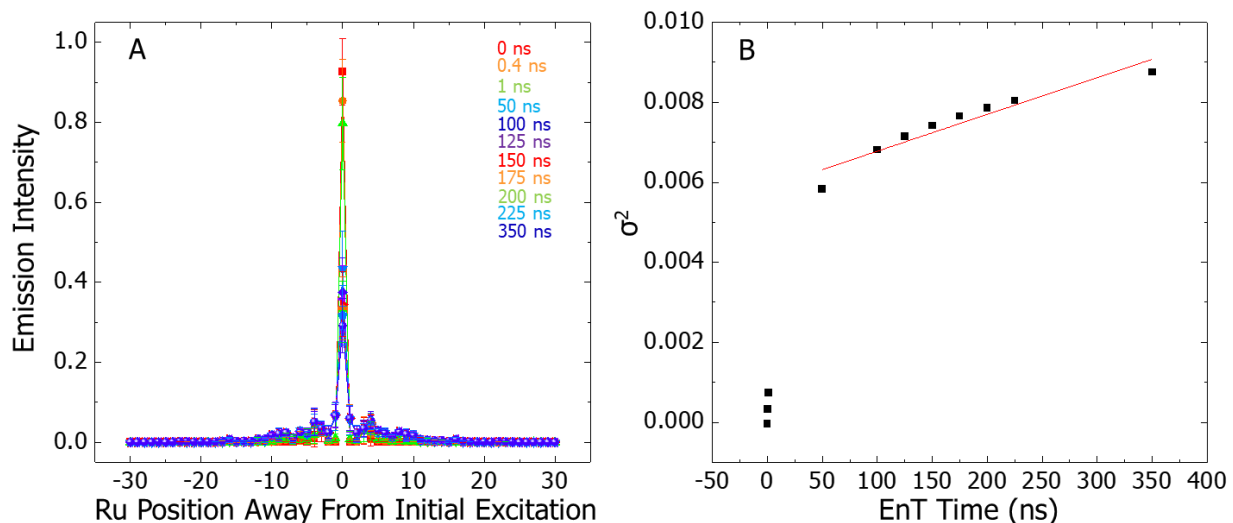 A
1.0
0.8
0.6
0.4
0.2
0.0
Emission Intensity
0 ns
0.4 ns
1 ns
50 ns
100 ns
125 ns
150 ns
175 ns
200 ns
225 ns
350 ns
-30 -20 -10 0 10 20 30
Ru Position Away From Initial Excitation
B
0.010
0.008
0.006
0.004
0.002
0.000
σ²
-50 0 50 100 150 200 250 300 350 400
EnT Time (ns)